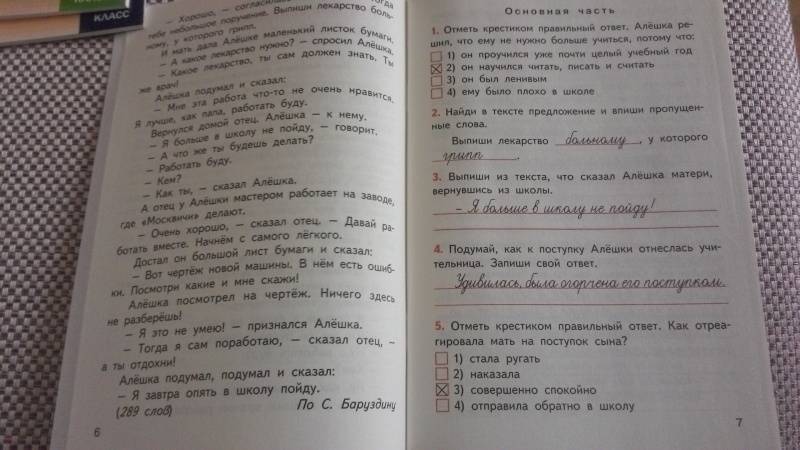 КЛАСС
— Хорошо, — согласилась
тебе небольшое поручение. Выпиши лекарство боль-
ному, у которого грипп.
И мать дала Алёшке маленький листок бумаги.
— А какое лекарство нужно? — спросил Алёшка.
— Какое лекарство, ты сам должен знать. Ты
же врач!
Алёшка подумал и сказал:
— Мне эта работа что-то не очень нравится.
Я лучше, как папа, работать буду.
Вернулся домой отец. Алёшка — к нему.
— Я больше в школу не пойду, — говорит.
— А что же ты будешь делать?
— Работать буду.
— Кем?
— Как ты, — сказал Алёшка.
А отец у Алёшки мастером работает на заводе,
где «Москвичи» делают.
— Очень хорошо, — сказал отец. — Давай ра-
ботать вместе. Начнём с самого лёгкого.
Достал он большой лист бумаги и сказал:
— Вот чертёж новой машины. В нём есть ошиб-
ки. Посмотри какие и мне скажи!
Алёшка посмотрел на чертёж. Ничего здесь
не разберёшь!
— Я это не умею! — признался Алёшка.
— Тогда я сам поработаю, — сказал отец, —
а ты отдохни!
Алёшка подумал, подумал и сказал:
— Я завтра опять в школу пойду.
(289 слов) По С. Баруздину
6
Основная часть
1. Отметь крестиком правильный ответ. Алёшка ре-
шил, что ему не нужно больше учиться, потому что:
1) он проучился уже почти целый учебный год
2) он научился читать, писать и считать
3) он был ленивым
4) ему было плохо в школе
2. Найди в тексте предложение и впиши пропущен-
ные слова.
Выпиши лекарство больному, у которого
грипп.
3. Выпиши из текста, что сказал Алёшка матери,
вернувшись из школы.
– Я больше в школу не пойду!
4. Подумай, как к поступку Алёшки отнеслась учи-
тельница. Запиши свой ответ.
Удивилась, была огорчена его поступком.
5. Отметь крестиком правильный ответ. Как отреа-
гировала мать на поступок сына?
1) стала ругать
2) наказала
3) совершенно спокойно
4) отправила обратно в школу
7